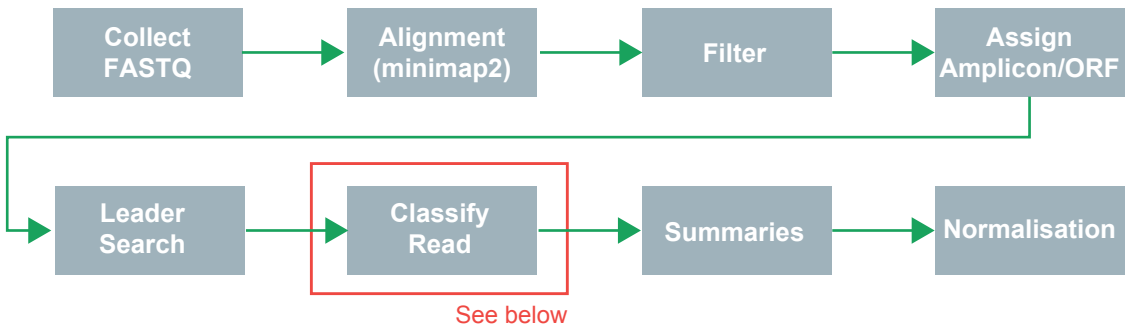 Collect
FASTQ
Alignment
(minimap2)
Filter
Assign
Amplicon/ORF
Leader
Search
Classify
Read
Summaries
Normalisation
See below